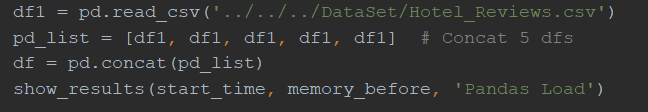 df1 = pd.read_csv('../../../DataSet/Hotel_Reviews.csv')
pd_list = [df1, df1, df1, df1, df1]  # Concat 5 dfs
df = pd.concat(pd_list)
show_results(start_time, memory_before, 'Pandas Load')